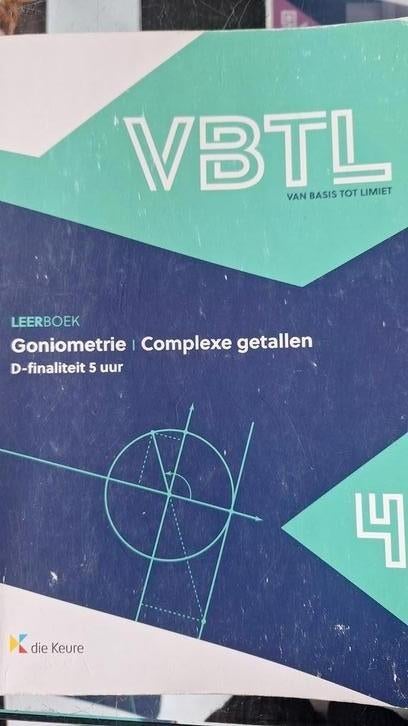 VBTL
VAN BASIS TOT LIMIET
LEERBOEK
Goniometrie | Complexe getallen
D-finaliteit 5 uur
4
die Keure